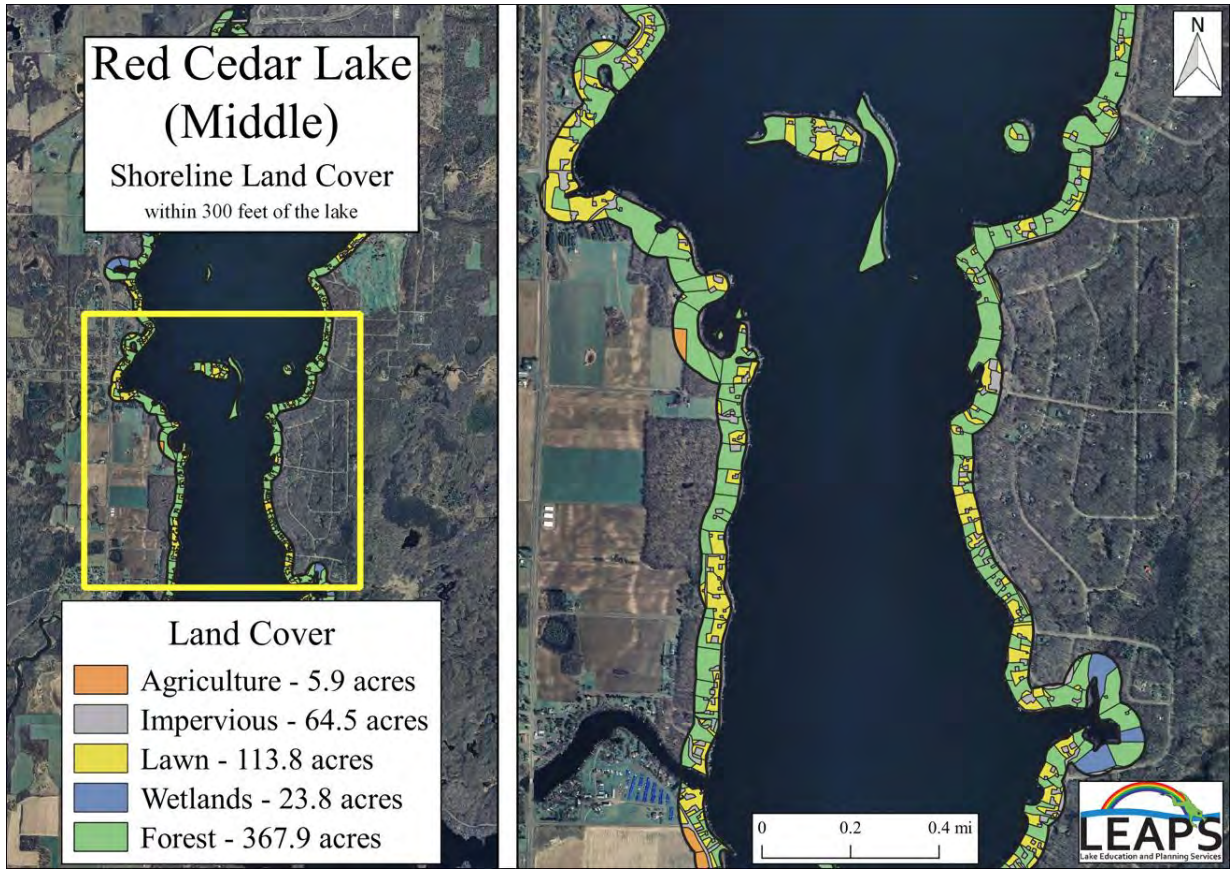 Red Cedar Lake
(Middle)
Shoreline Land Cover
within 300 feet of the lake
Land Cover
Agriculture - 5.9 acres
Impervious - 64.5 acres
Lawn - 113.8 acres
Wetlands - 23.8 acres
Forest - 367.9 acres
N
0 0.2 0.4 mi
LEAPS
Lake Education and Planning Services